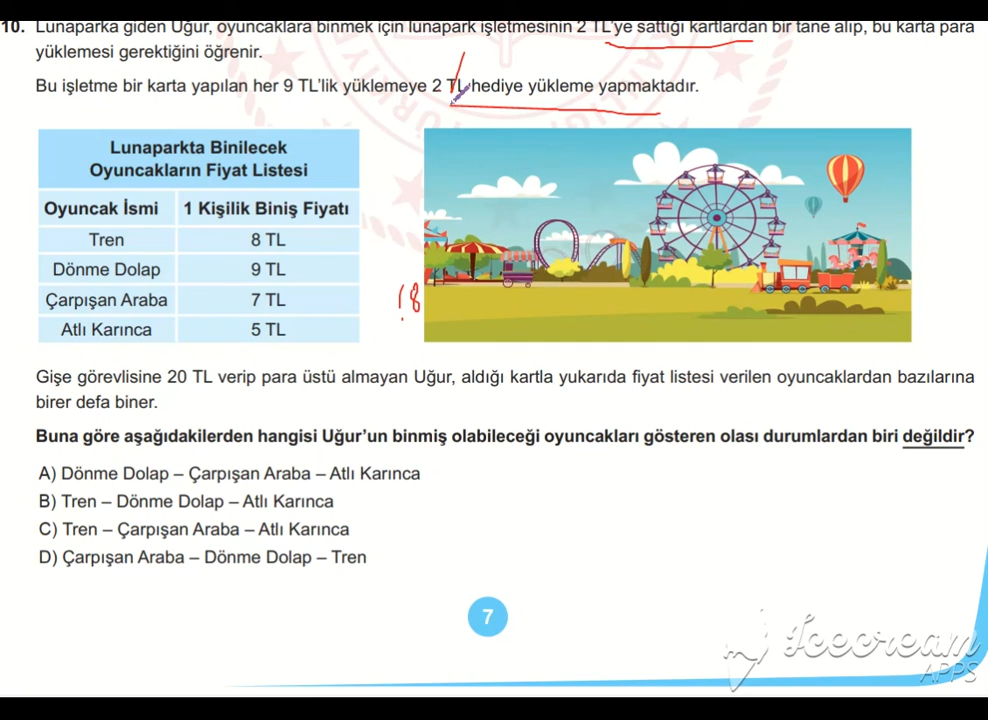 10. Lunaparka giden Uğur, oyuncaklara binmek için lunapark işletmesinin 2 TL'ye sattığı kartlardan bir tane alıp, bu karta para
yüklemesi gerektiğini öğrenir.
Bu işletme bir karta yapılan her 9 TL'lik yüklemeye 2 TL hediye yükleme yapmaktadır.
Lunaparkta Binilecek
Oyuncakların Fiyat Listesi
Oyuncak İsmi 1 Kişilik Biniş Fiyatı
Tren 8 TL
Dönme Dolap 9 TL
Çarpışan Araba 7 TL
Atlı Karınca 5 TL
18
Gişe görevlisine 20 TL verip para üstü almayan Uğur, aldığı kartla yukarıda fiyat listesi verilen oyuncaklardan bazılarına
birer defa biner.
Buna göre aşağıdakilerden hangisi Uğur'un binmiş olabileceği oyuncakları gösteren olası durumlardan biri değildir?
A) Dönme Dolap – Çarpışan Araba – Atlı Karınca
B) Tren – Dönme Dolap – Atlı Karınca
C) Tren – Çarpışan Araba – Atlı Karınca
D) Çarpışan Araba – Dönme Dolap – Tren
7
Icecream
APPS